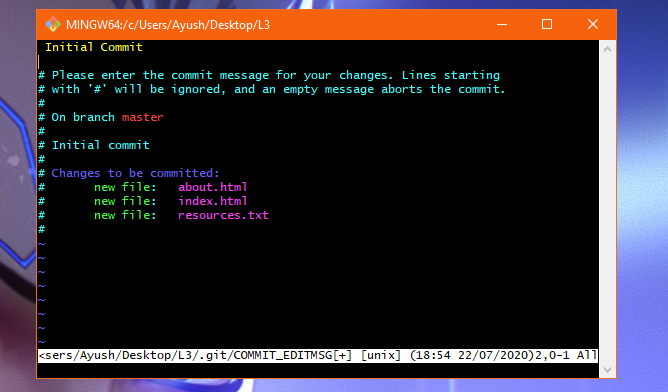 MINGW64:/c/Users/Ayush/Desktop/L3
Initial Commit
# Please enter the commit message for your changes. Lines starting
# with '#' will be ignored, and an empty message aborts the commit.
#
# On branch master
#
# Initial commit
#
# Changes to be committed:
#       new file:   about.html
#       new file:   index.html
#       new file:   resources.txt
#
~
~
~
~
~
~
~
~
<sers/Ayush/Desktop/L3/.git/COMMIT_EDITMSG[+] [unix] (18:54 22/07/2020)2,0-1 All